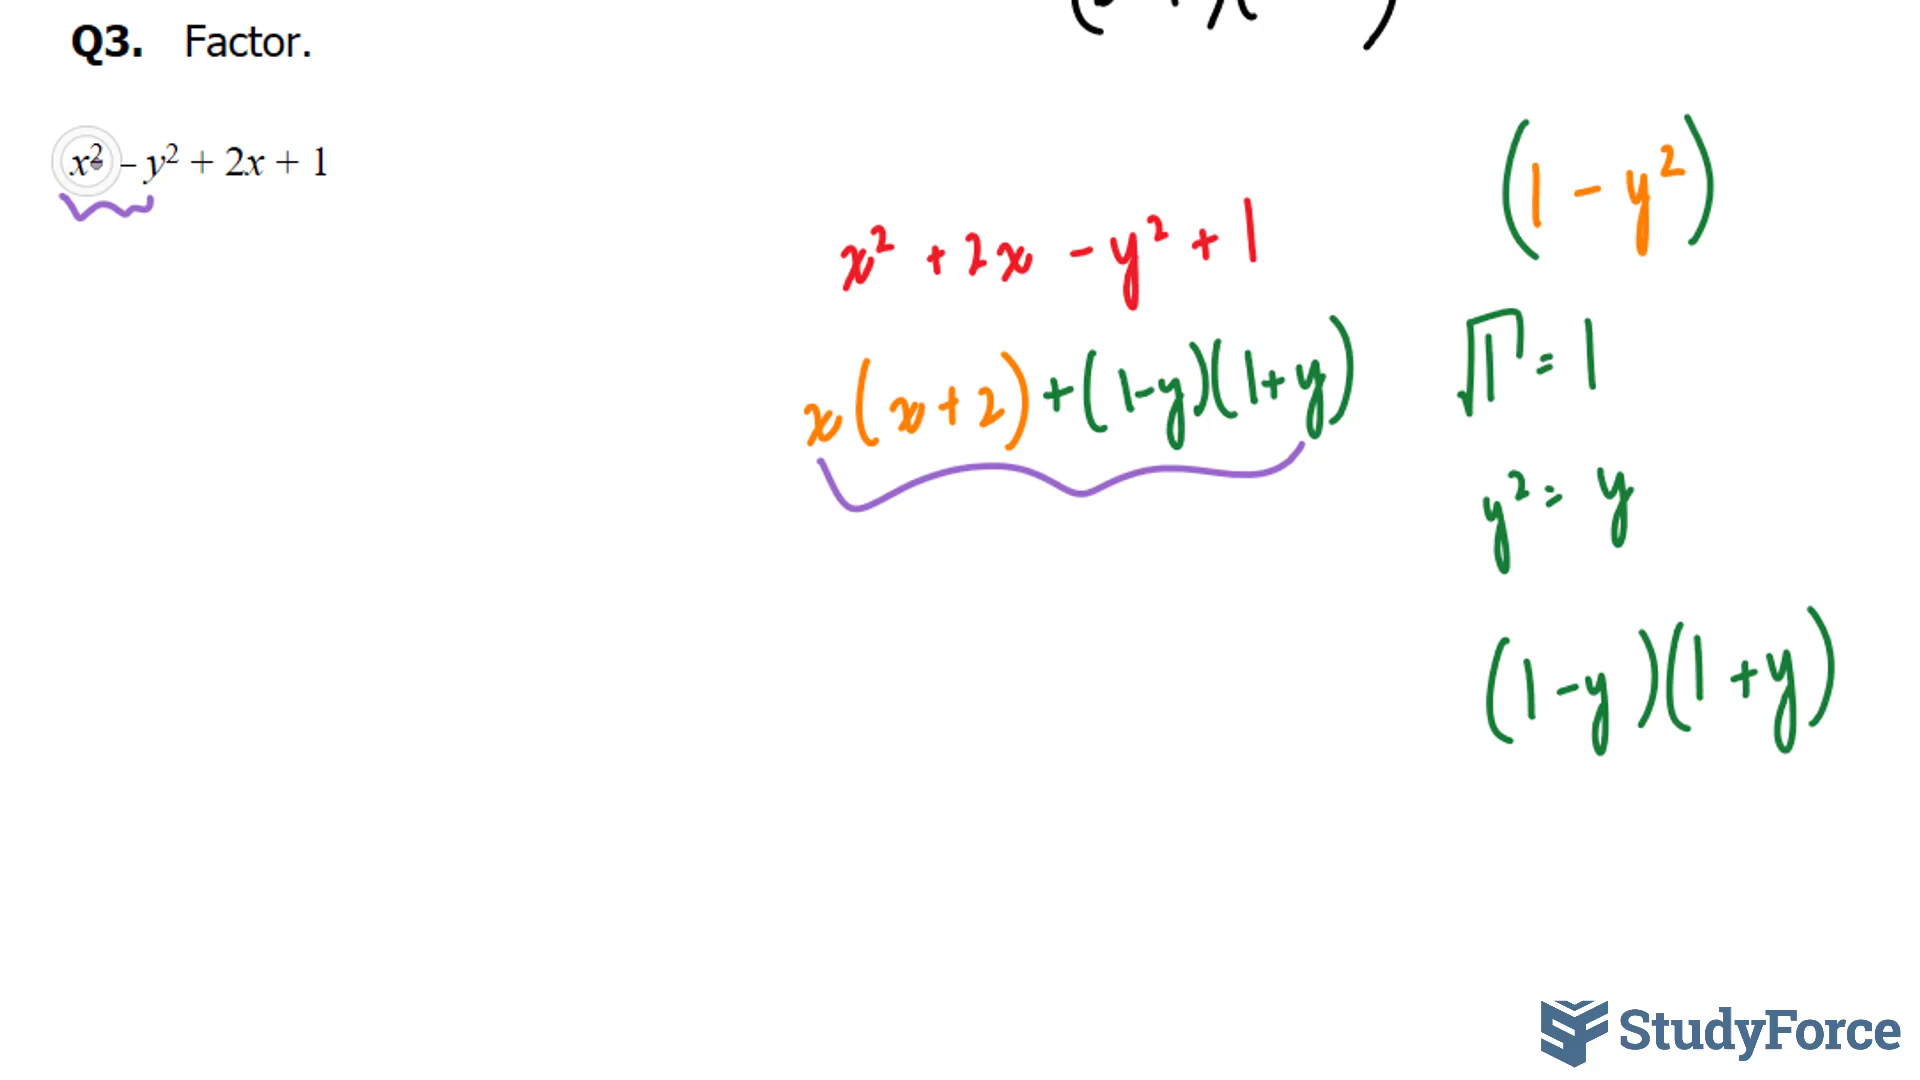 Q3. Factor.
x² – y² + 2x + 1
x² + 2x - y² + 1
x(x+2)+(1-y)(1+y)
(1 - y²)
√1 = 1
y² = y
(1-y)(1+y)
StudyForce